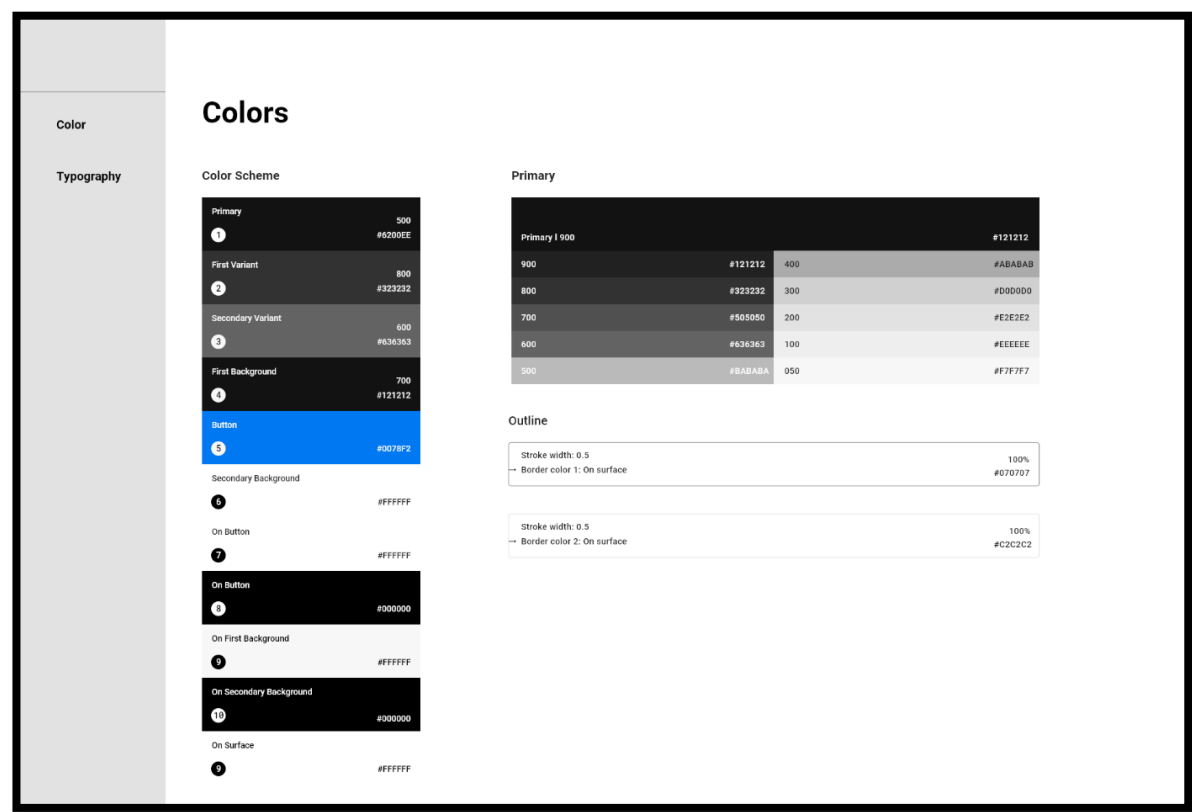 Color
Typography
Colors
Color Scheme
Primary
500
1
#6200EE
First Variant
800
2
#323232
Secondary Variant
600
3
#636363
First Background
700
4
#121212
Button
5
#0078F2
Secondary Background
6
#FFFFFF
On Button
7
#FFFFFF
On Button
8
#000000
On First Background
9
#FFFFFF
On Secondary Background
10
#000000
On Surface
9
#FFFFFF
Primary
Primary l 900 #121212
900 #121212 400 #ABABAB
800 #323232 300 #D0D0D0
700 #505050 200 #E2E2E2
600 #636363 100 #EEEEEE
500 #BABABA 050 #F7F7F7
Outline
Stroke width: 0.5
100%
→ Border color 1: On surface
#070707
Stroke width: 0.5
100%
→ Border color 2: On surface
#C2C2C2